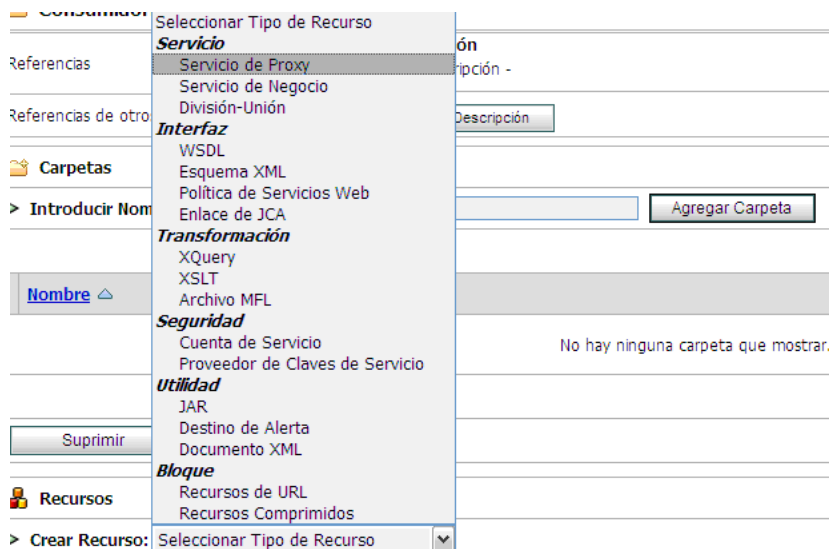 Consumidor
Seleccionar Tipo de Recurso
Servicio
Servicio de Proxy
Servicio de Negocio
División-Unión
Interfaz
WSDL
Esquema XML
Política de Servicios Web
Enlace de JCA
Transformación
XQuery
XSLT
Archivo MFL
Seguridad
Cuenta de Servicio
Proveedor de Claves de Servicio
Utilidad
JAR
Destino de Alerta
Documento XML
Bloque
Recursos de URL
Recursos Comprimidos
ón
Referencias
ripción -
Referencias de otro
Descripción
Carpetas
> Introducir Nom
Agregar Carpeta
Nombre
No hay ninguna carpeta que mostrar.
Suprimir
Recursos
> Crear Recurso: Seleccionar Tipo de Recurso